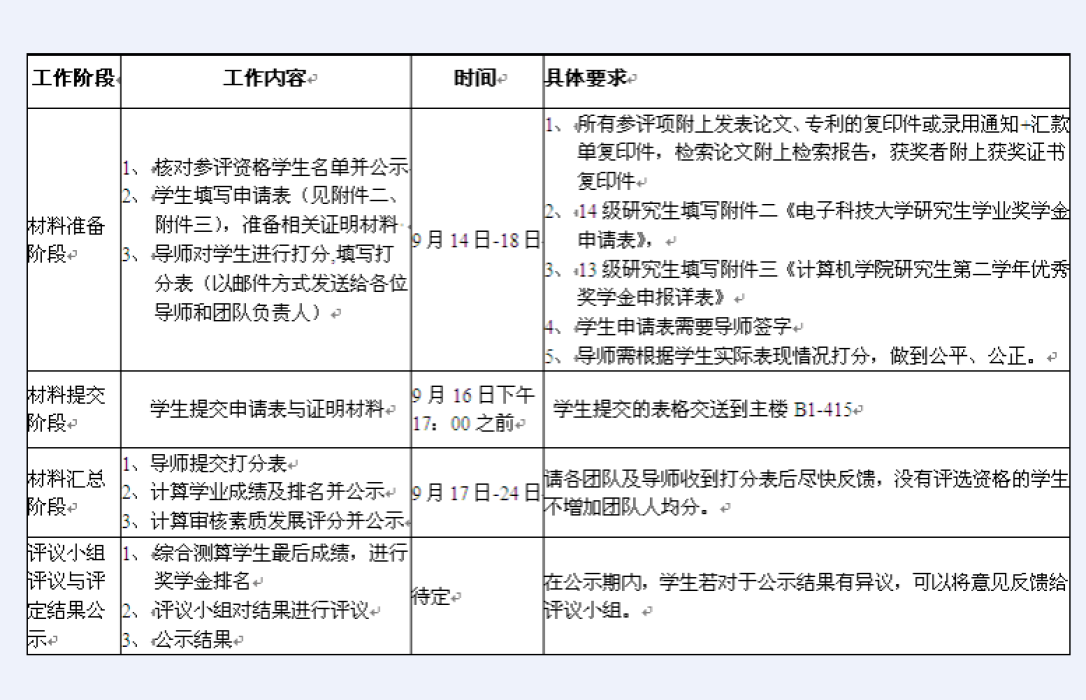 工作阶段
工作内容
时间
具体要求
材料准备
阶段
1、核对参评资格学生名单并公示
2、学生填写申请表（见附件二、
附件三），准备相关证明材料
3、导师对学生进行打分,填写打
分表（以邮件方式发送给各位
导师和团队负责人）
9月14日-18日
1、所有参评项附上发表论文、专利的复印件或录用通知+汇款
单复印件，检索论文附上检索报告，获奖者附上获奖证书
复印件
2、14级研究生填写附件二《电子科技大学研究生学业奖学金
申请表》，
3、13级研究生填写附件三《计算机学院研究生第二学年优秀
奖学金申报详表》
4、学生申请表需要导师签字
5、导师需根据学生实际表现情况打分，做到公平、公正。
材料提交
阶段
学生提交申请表与证明材料
9月16日下午
17：00之前
学生提交的表格交送到主楼B1-415
材料汇总
阶段
1、导师提交打分表
2、计算学业成绩及排名并公示
3、计算审核素质发展评分并公示
9月17日-24日
请各团队及导师收到打分表后尽快反馈，没有评选资格的学生
不增加团队人均分。
评议小组
评议与评
定结果公
示
1、综合测算学生最后成绩，进行
奖学金排名
2、评议小组对结果进行评议
3、公示结果
待定
在公示期内，学生若对于公示结果有异议，可以将意见反馈给
评议小组。